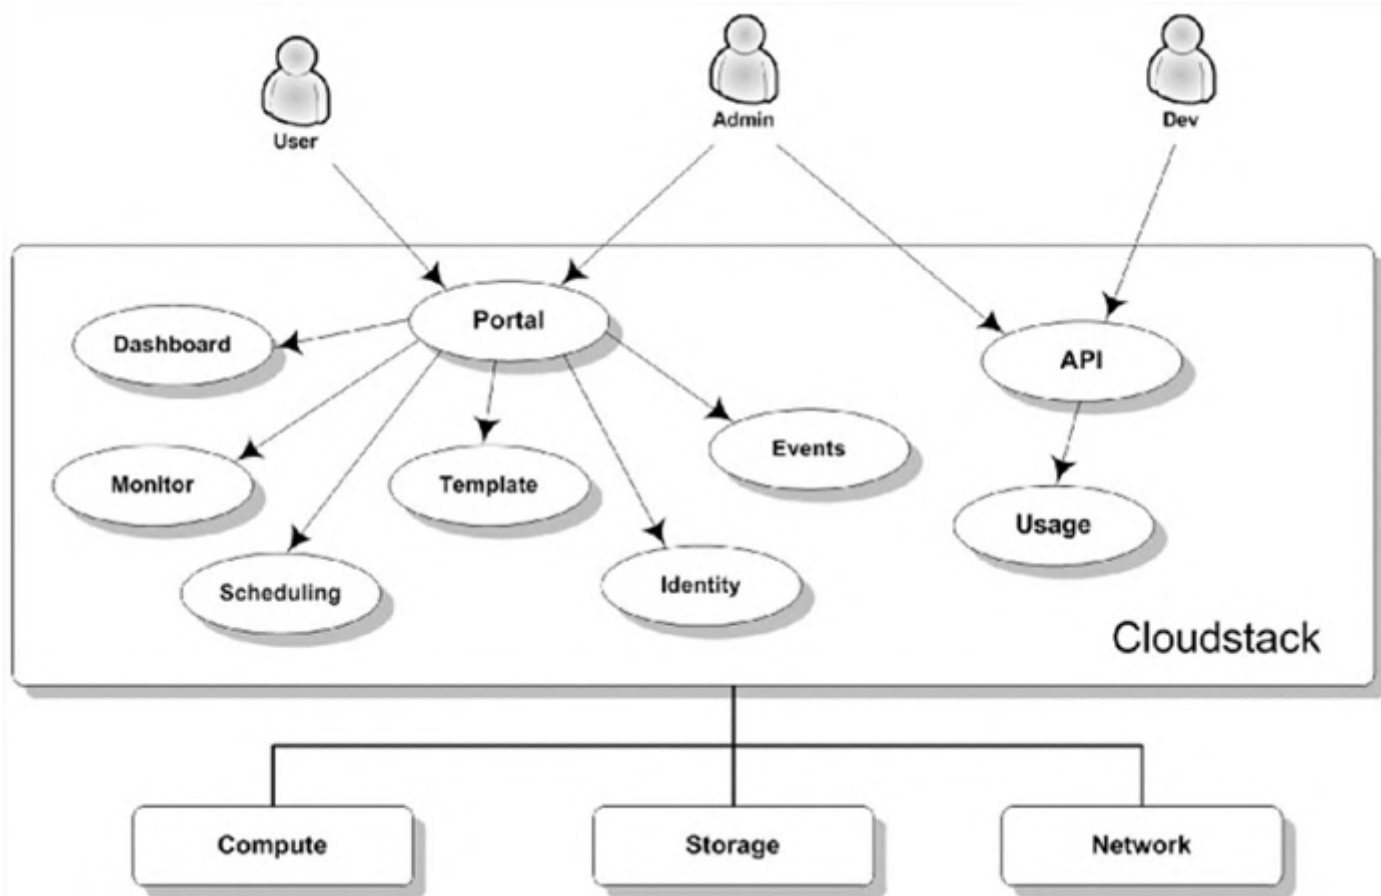 User
Admin
Dev
Portal
Dashboard
API
Events
Monitor
Template
Usage
Scheduling
Identity
Cloudstack
Compute
Storage
Network